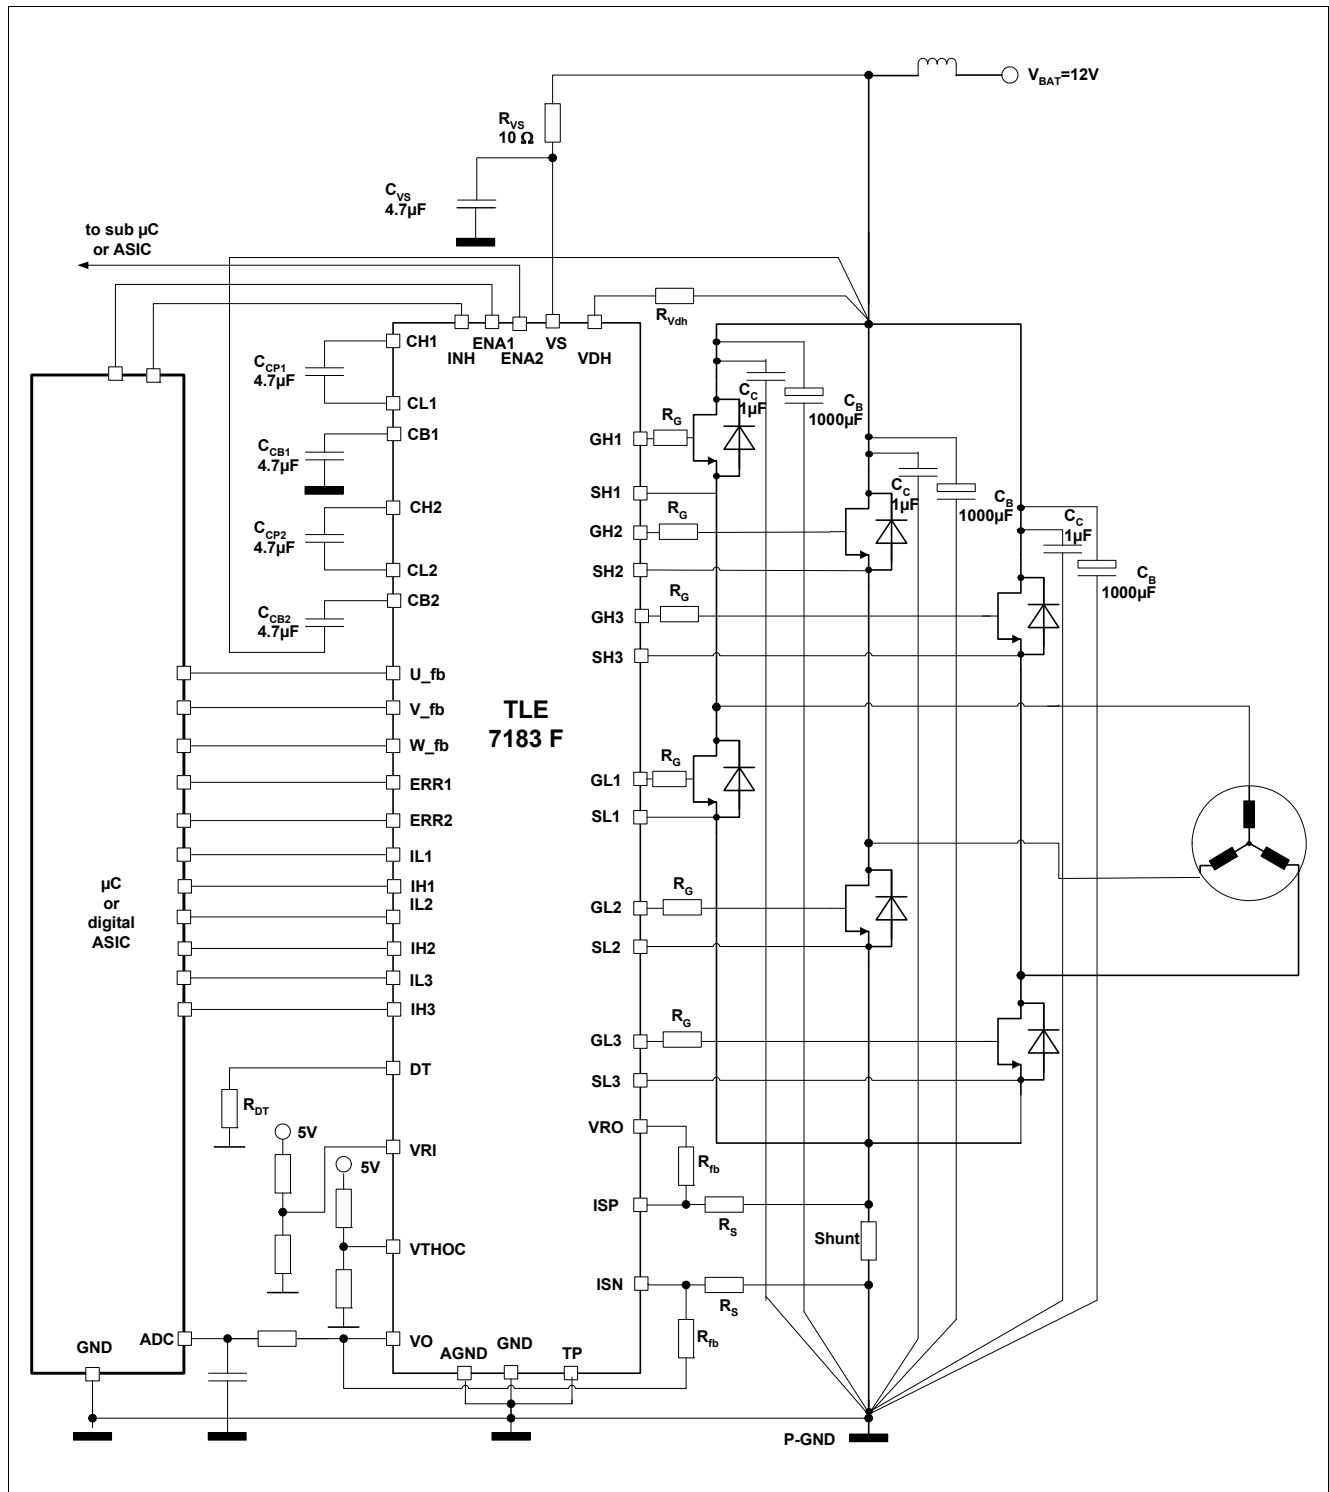 V_BAT=12V
R_VS
10 Ω
C_VS
4.7µF
to sub µC
or ASIC
R_Vdh
INH
ENA1
ENA2
VS
VDH
CH1
C_CP1
4.7µF
CL1
CB1
C_CB1
4.7µF
CH2
C_CP2
4.7µF
CL2
CB2
C_CB2
4.7µF
GH1
R_G
C_C
1µF
C_B
1000µF
SH1
GH2
R_G
C_C
1µF
C_B
1000µF
SH2
C_C
1µF
C_B
1000µF
GH3
R_G
SH3
U_fb
V_fb
W_fb
ERR1
ERR2
IL1
IH1
IL2
IH2
IL3
IH3
TLE
7183 F
µC
or
digital
ASIC
GL1
R_G
SL1
GL2
R_G
SL2
GL3
R_G
SL3
DT
R_DT
5V
VRI
5V
VTHOC
VRO
R_fb
ISP
R_S
Shunt
ISN
R_S
R_fb
ADC
VO
GND
AGND
GND
TP
P-GND